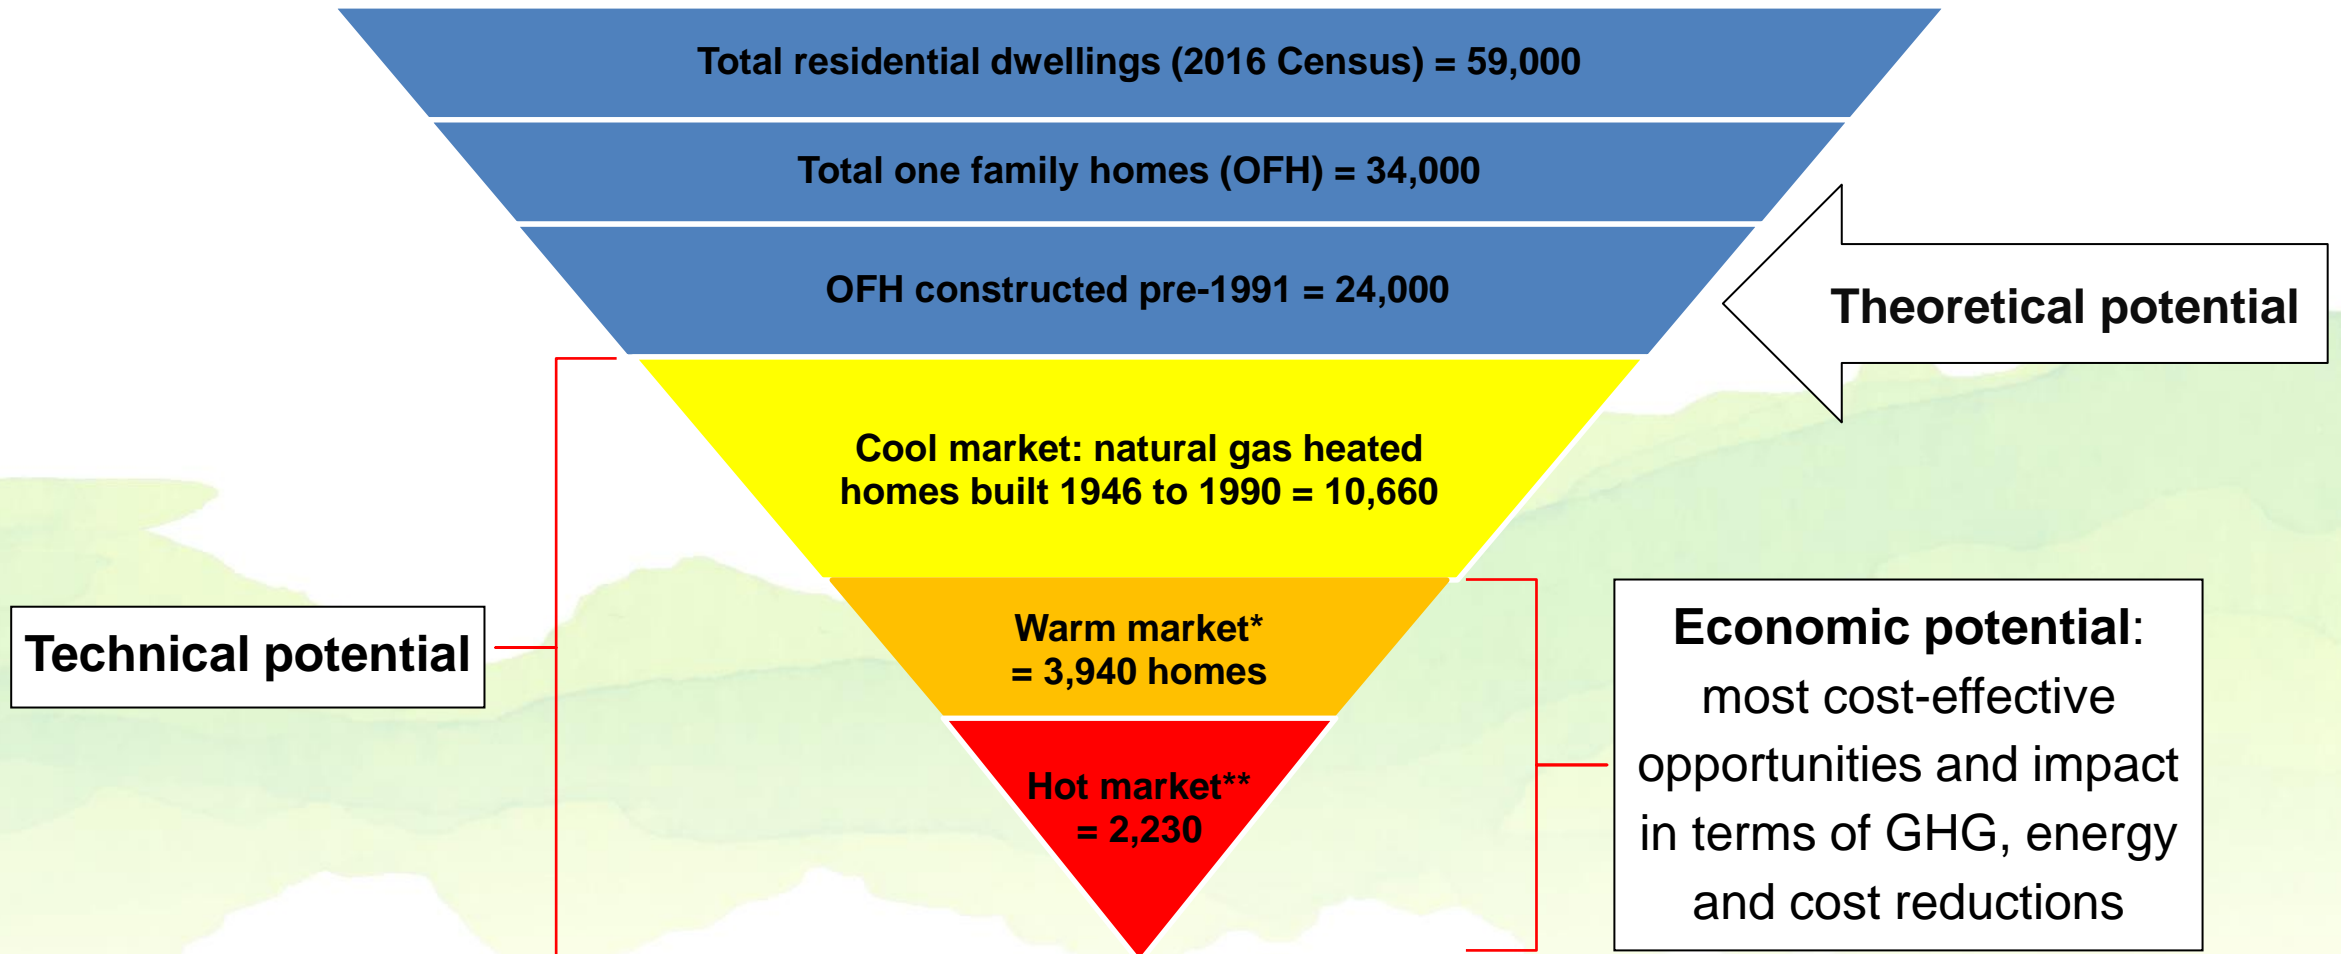 Total residential dwellings (2016 Census) = 59,000
Total one family homes (OFH) = 34,000
OFH constructed pre-1991 = 24,000
Theoretical potential
Cool market: natural gas heated
homes built 1946 to 1990 = 10,660
Warm market*
= 3,940 homes
Hot market**
= 2,230
Technical potential
Economic potential:
most cost-effective
opportunities and impact
in terms of GHG, energy
and cost reductions